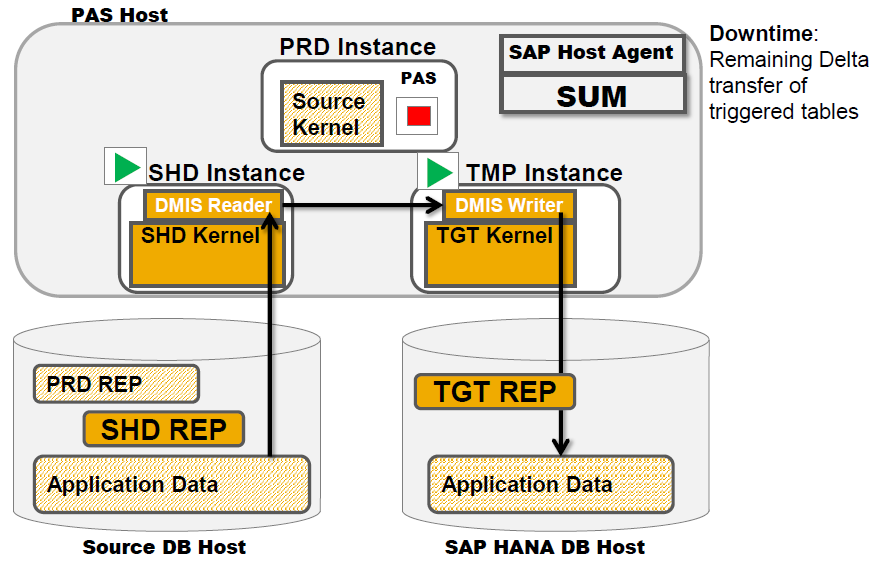 PAS Host
PRD Instance
PAS
Source
Kernel
SAP Host Agent
SUM
Downtime:
Remaining Delta
transfer of
triggered tables
SHD Instance
DMIS Reader
SHD Kernel
TMP Instance
DMIS Writer
TGT Kernel
PRD REP
SHD REP
Application Data
Source DB Host
TGT REP
Application Data
SAP HANA DB Host